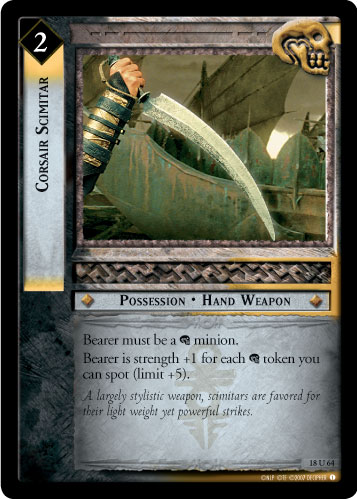 2
CORSAIR SCIMITAR
POSSESSION • HAND WEAPON
Bearer must be a minion.
Bearer is strength +1 for each token you
can spot (limit +5).
A largely stylistic weapon, scimitars are favored for
their light weight yet powerful strikes.
18 U 64